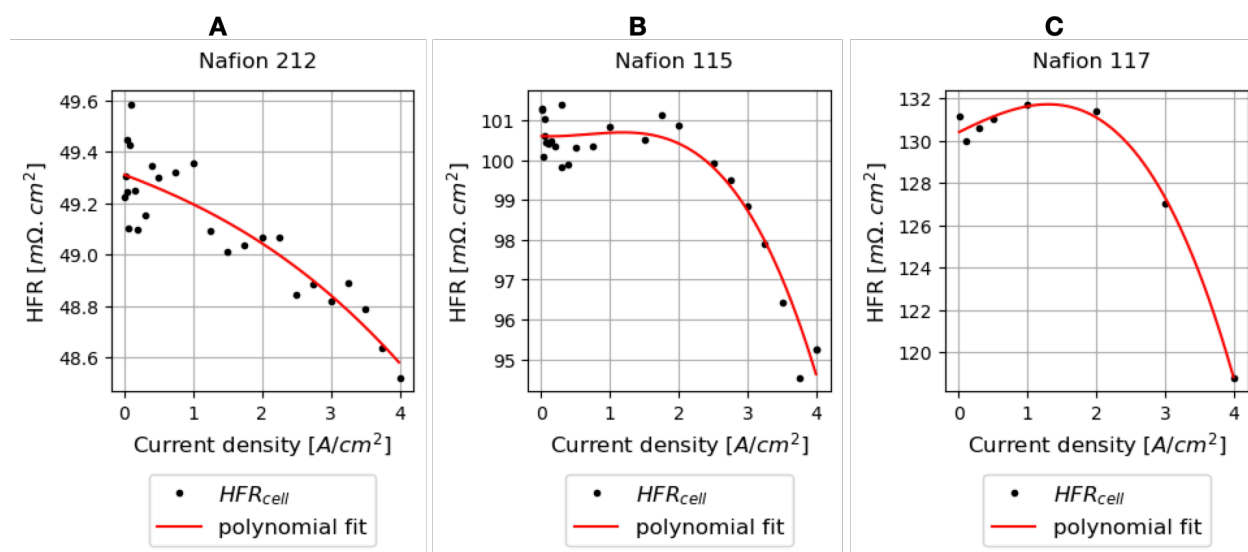 A
Nafion 212
HFR [mΩ. cm²]
49.6
49.4
49.2
49.0
48.8
48.6
0 1 2 3 4
Current density [A/cm²]
HFR_cell
polynomial fit
B
Nafion 115
HFR [mΩ. cm²]
101
100
99
98
97
96
95
0 1 2 3 4
Current density [A/cm²]
HFR_cell
polynomial fit
C
Nafion 117
HFR [mΩ. cm²]
132
130
128
126
124
122
120
0 1 2 3 4
Current density [A/cm²]
HFR_cell
polynomial fit